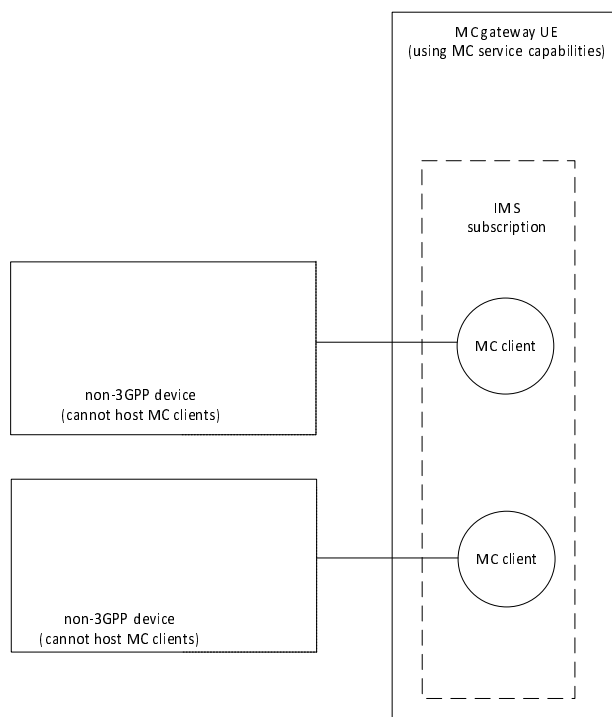 MC gateway UE
(using MC service capabilities)
IMS
subscription
MC client
non-3GPP device
(cannot host MC clients)
MC client
non-3GPP device
(cannot host MC clients)